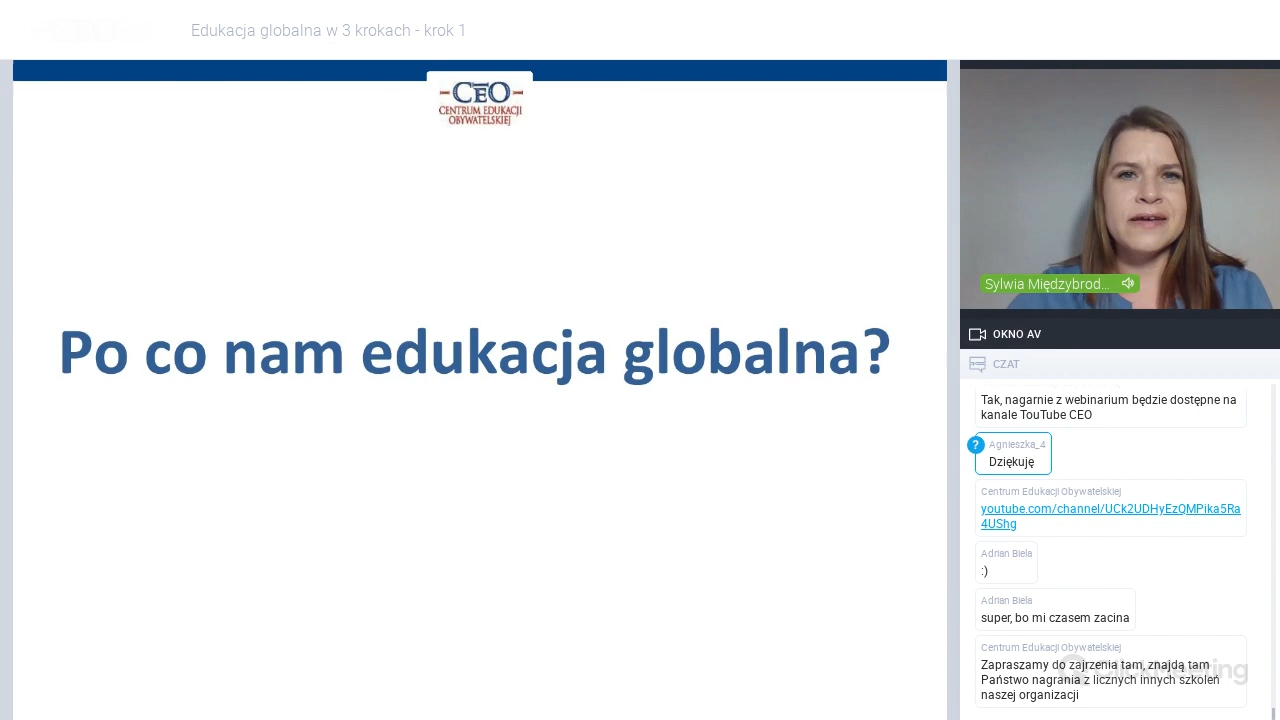 Edukacja globalna w 3 krokach - krok 1
CEO
CENTRUM EDUKACJI
OBYWATELSKIEJ
Po co nam edukacja globalna?
Sylwia Międzybrod...
OKNO AV
CZAT
Tak, nagarnie z webinarium będzie dostępne na
kanale TouTube CEO
?
Agnieszka_4
Dziękuję
Centrum Edukacji Obywatelskiej
youtube.com/channel/UCk2UDHyEzQMPika5Ra
4UShg
Adrian Biela
:)
Adrian Biela
super, bo mi czasem zacina
Centrum Edukacji Obywatelskiej
Zapraszamy do zajrzenia tam, znajdą tam
Państwo nagrania z licznych innych szkoleń
naszej organizacji
ClickMeeting